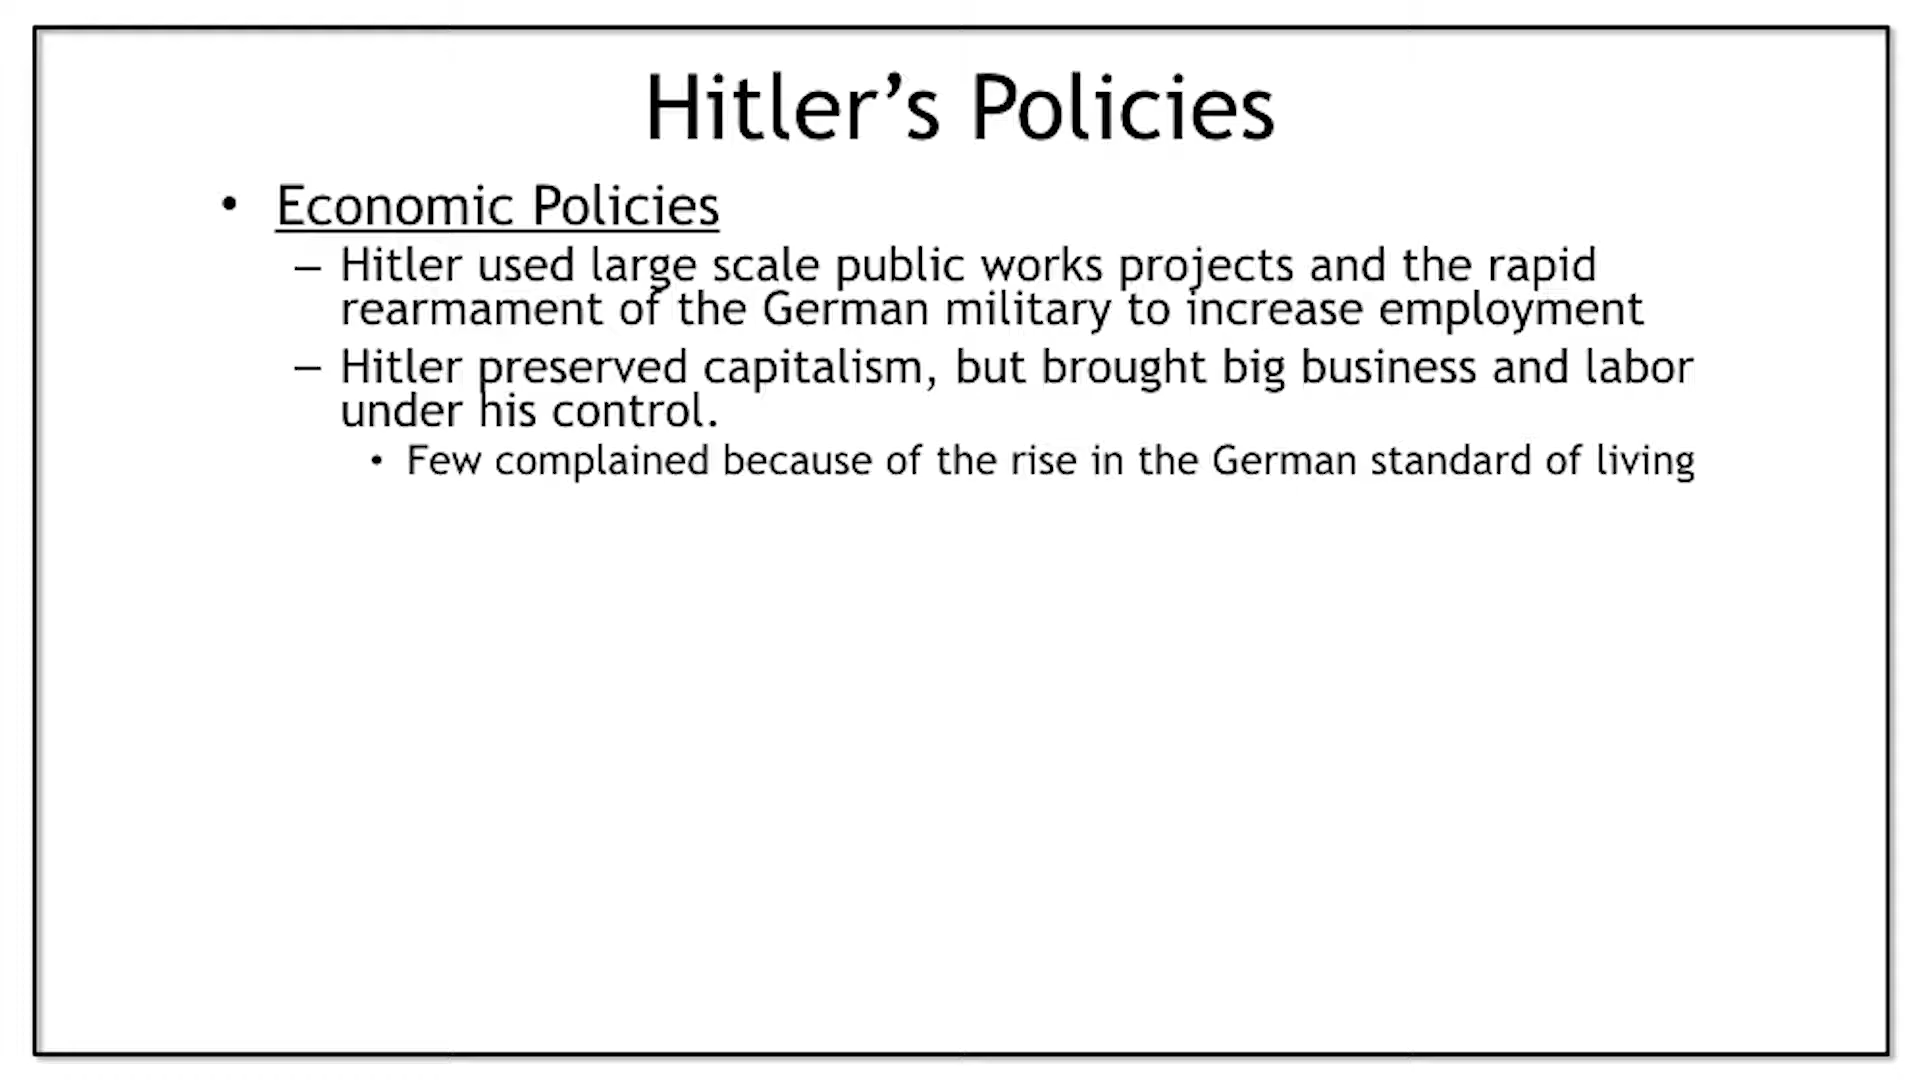 Hitler’s Policies
• Economic Policies
– Hitler used large scale public works projects and the rapid
rearmament of the German military to increase employment
– Hitler preserved capitalism, but brought big business and labor
under his control.
• Few complained because of the rise in the German standard of living